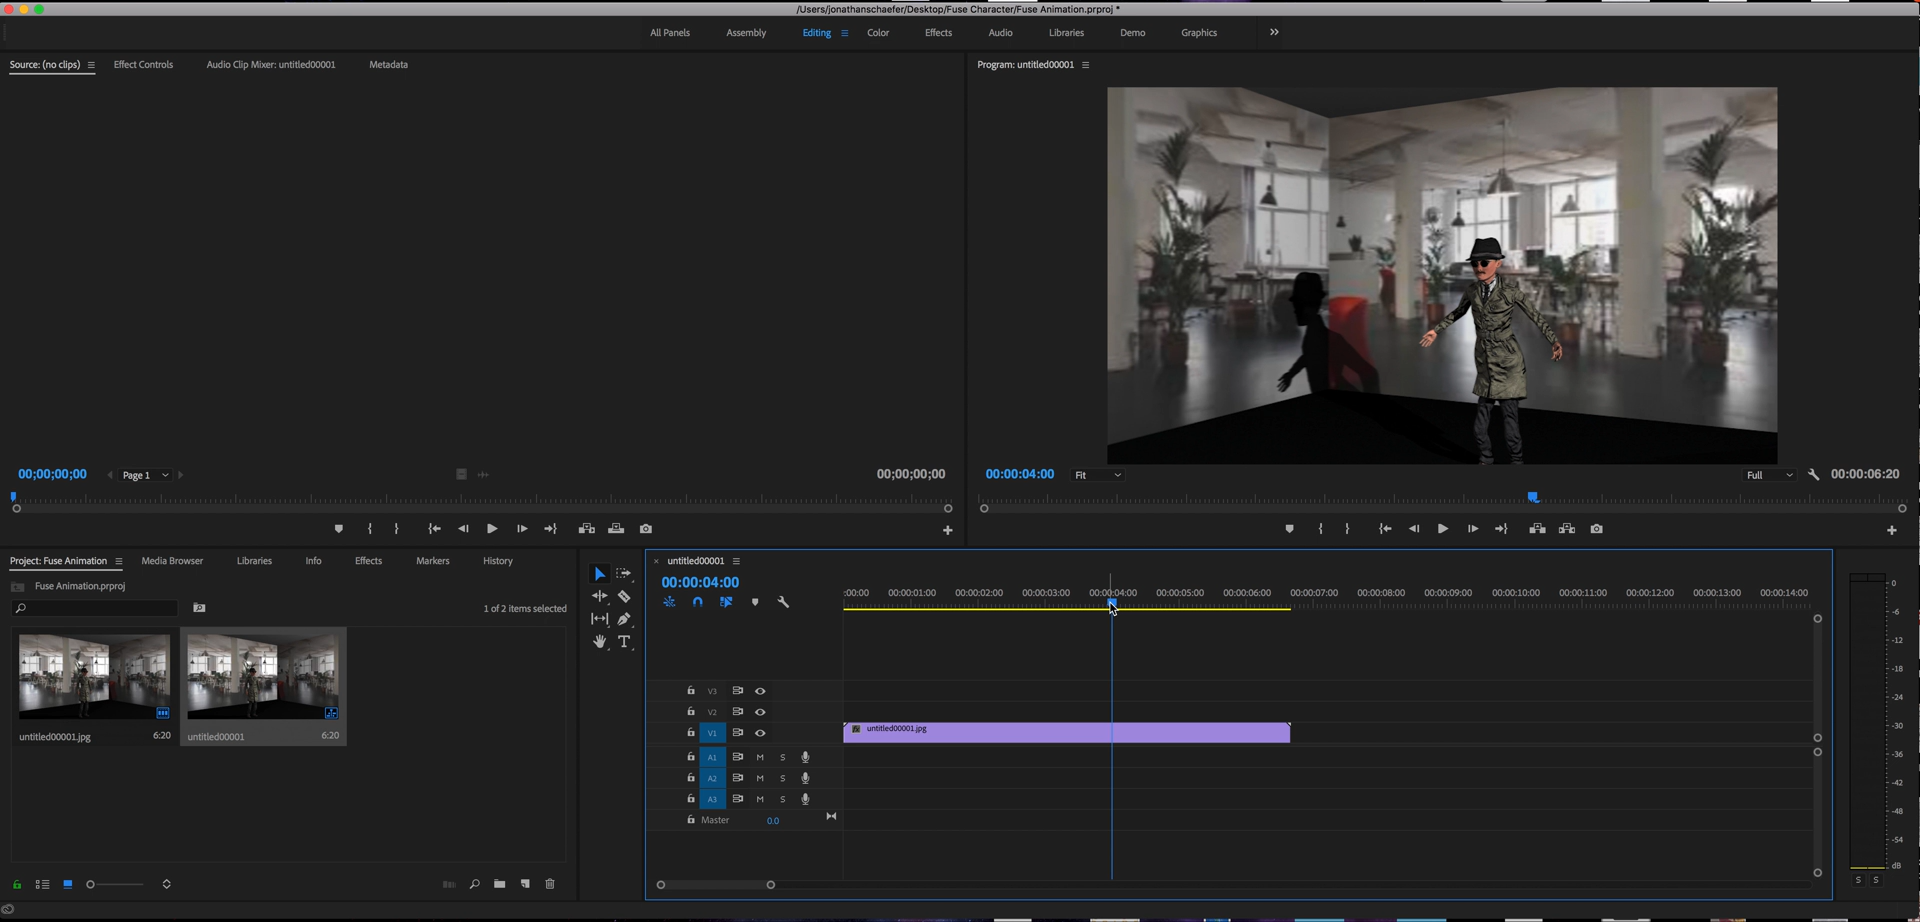 /Users/jonathanschaefer/Desktop/Fuse Character/Fuse Animation.prproj *
All Panels Assembly Editing Color Effects Audio Libraries Demo Graphics
Source: (no clips) Effect Controls Audio Clip Mixer: untitled00001 Metadata
Program: untitled00001
00;00;00;00 Page 1 00;00;00;00
00:00:04:00 Fit Full 00:00:06:20
Project: Fuse Animation Media Browser Libraries Info Effects Markers History
Fuse Animation.prproj
1 of 2 items selected
untitled00001.jpg 6:20 untitled00001 6:20
untitled00001
00:00:04:00
:00:00 00:00:01:00 00:00:02:00 00:00:03:00 00:00:04:00 00:00:05:00 00:00:06:00 00:00:07:00 00:00:08:00 00:00:09:00 00:00:10:00 00:00:11:00 00:00:12:00 00:00:13:00 00:00:14:00
V3
V2
V1 untitled00001.jpg
A1 M S
A2 M S
A3 M S
Master 0.0
0
-6
-12
-18
-24
-30
-36
-42
-48
-54
dB
S S